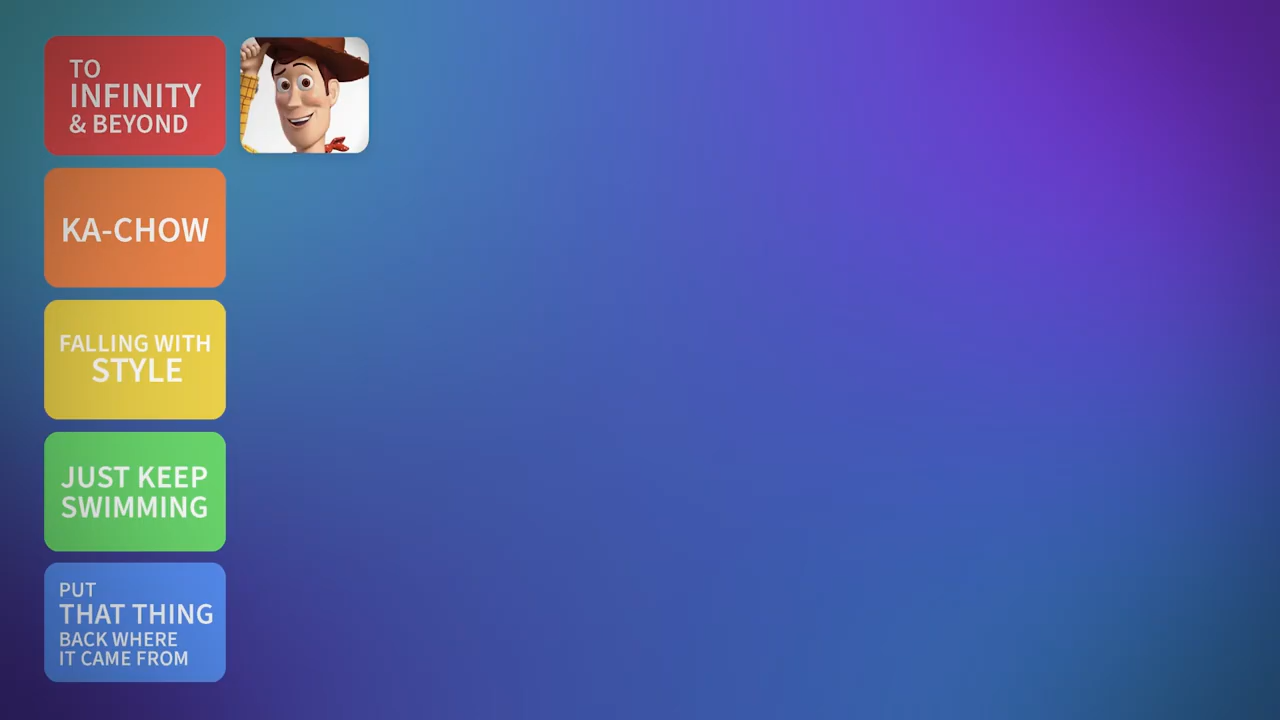 TO
INFINITY
& BEYOND
KA-CHOW
FALLING WITH
STYLE
JUST KEEP
SWIMMING
PUT
THAT THING
BACK WHERE
IT CAME FROM